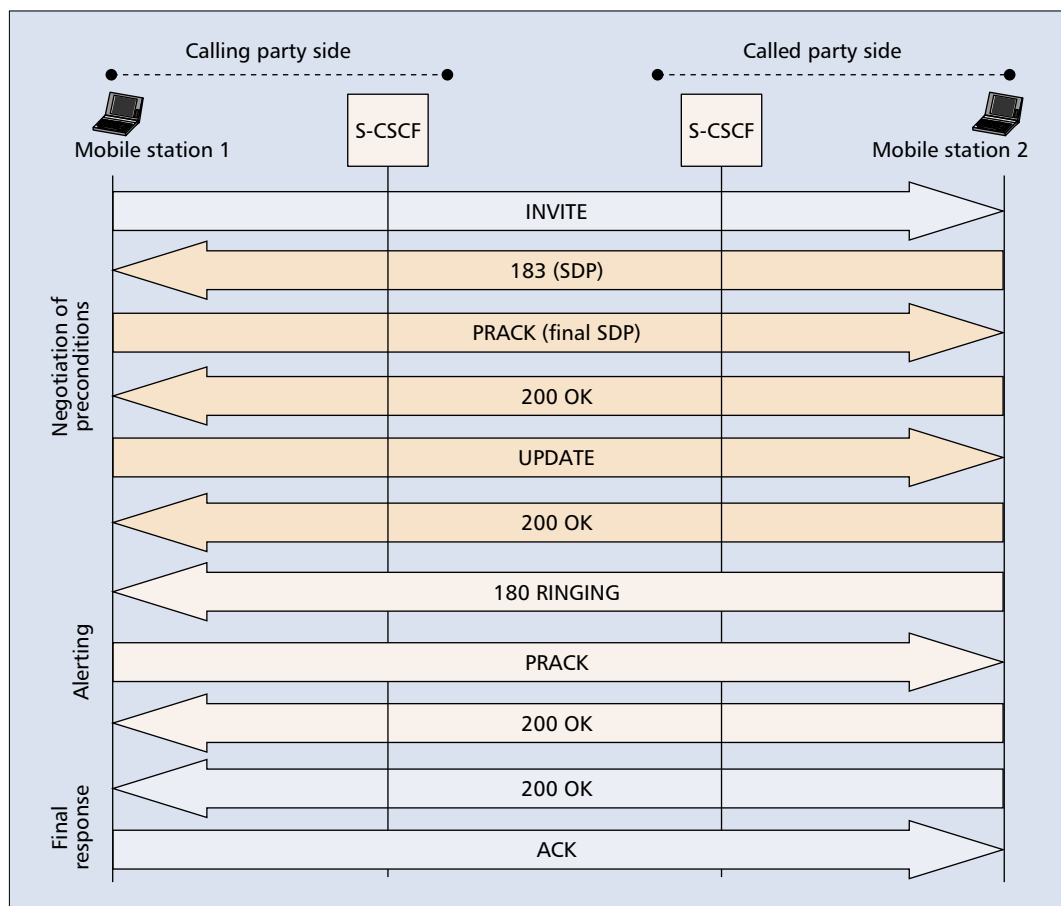 Calling party side
Called party side
S-CSCF
S-CSCF
Mobile station 1
Mobile station 2
INVITE
Negotiation of
preconditions
183 (SDP)
PRACK (final SDP)
200 OK
UPDATE
200 OK
Alerting
180 RINGING
PRACK
200 OK
Final
response
200 OK
ACK